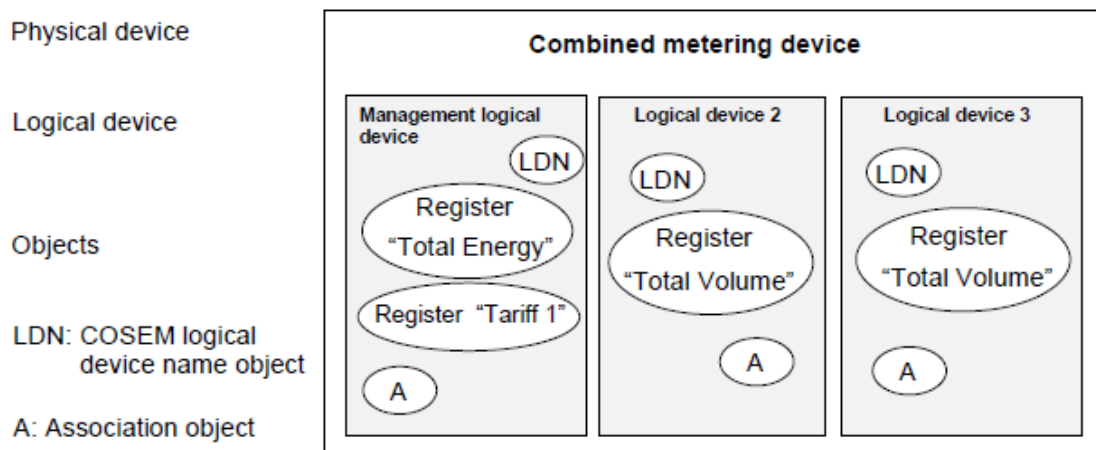 Physical device
Combined metering device
Logical device
Management logical
device
Logical device 2
Logical device 3
LDN
LDN
LDN
Objects
Register
“Total Energy”
Register
“Total Volume”
Register
“Total Volume”
Register “Tariff 1”
LDN: COSEM logical
device name object
A
A
A
A: Association object